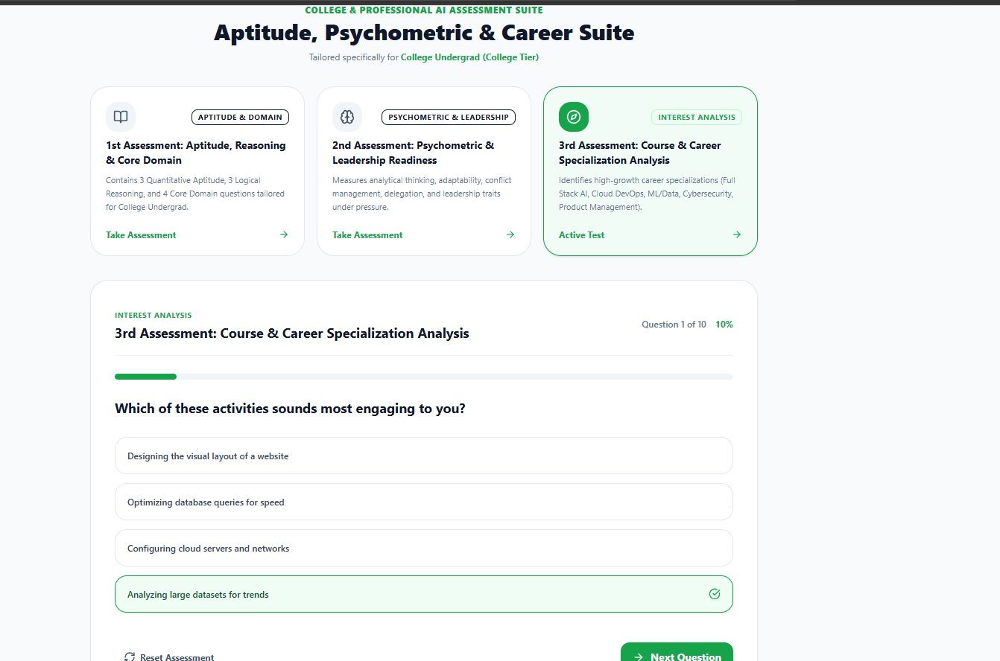 COLLEGE & PROFESSIONAL AI ASSESSMENT SUITE
Aptitude, Psychometric & Career Suite
Tailored specifically for College Undergrad (College Tier)
APTITUDE & DOMAIN
1st Assessment: Aptitude, Reasoning
& Core Domain
Contains 3 Quantitative Aptitude, 3 Logical
Reasoning, and 4 Core Domain questions tailored
for College Undergrad.
Take Assessment
PSYCHOMETRIC & LEADERSHIP
2nd Assessment: Psychometric &
Leadership Readiness
Measures analytical thinking, adaptability, conflict
management, delegation, and leadership traits
under pressure.
Take Assessment
INTEREST ANALYSIS
3rd Assessment: Course & Career
Specialization Analysis
Identifies high-growth career specializations (Full
Stack AI, Cloud DevOps, ML/Data, Cybersecurity,
Product Management).
Active Test
INTEREST ANALYSIS
3rd Assessment: Course & Career Specialization Analysis
Question 1 of 10 10%
Which of these activities sounds most engaging to you?
Designing the visual layout of a website
Optimizing database queries for speed
Configuring cloud servers and networks
Analyzing large datasets for trends
Reset Assessment
Next Question